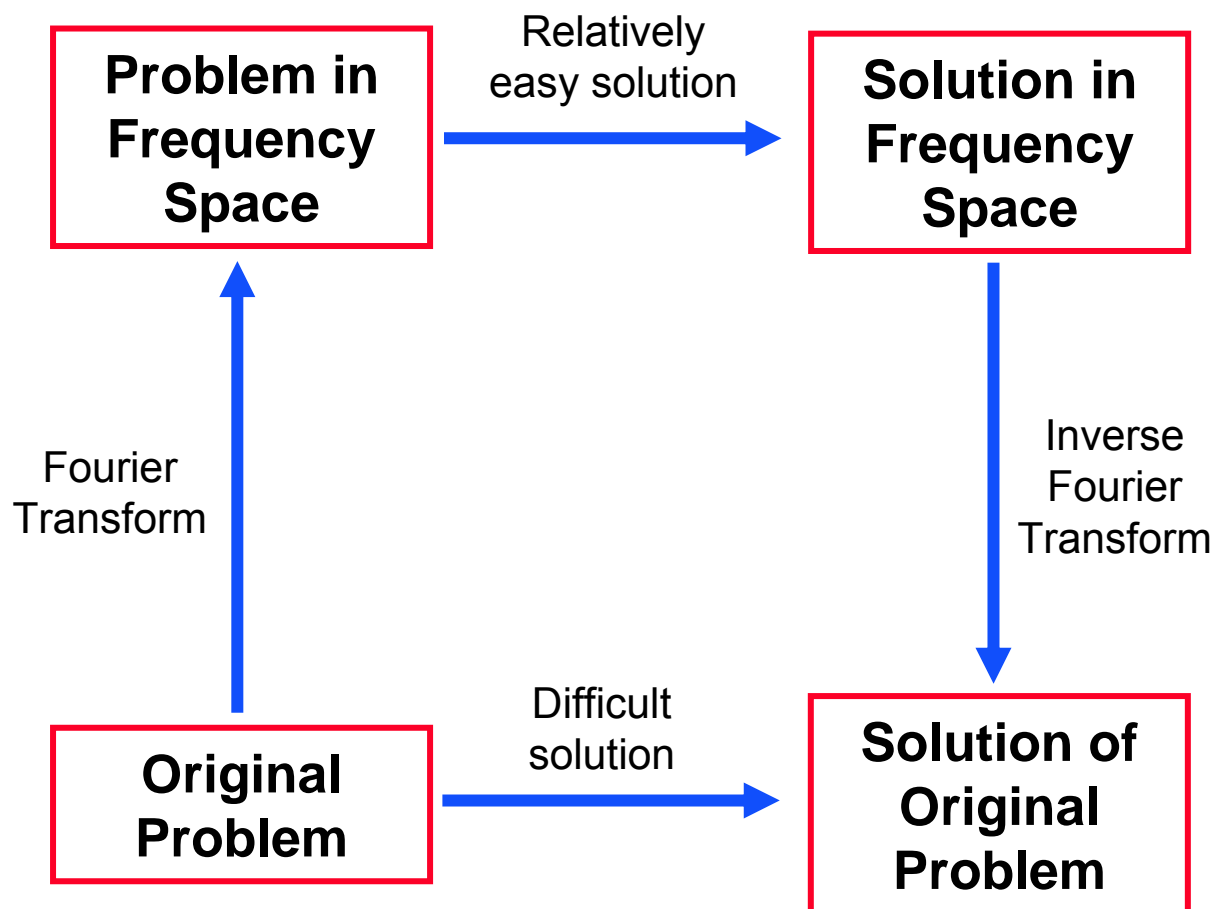 Problem in
Frequency
Space
Relatively
easy solution
Solution in
Frequency
Space
Fourier
Transform
Inverse
Fourier
Transform
Original
Problem
Difficult
solution
Solution of
Original
Problem